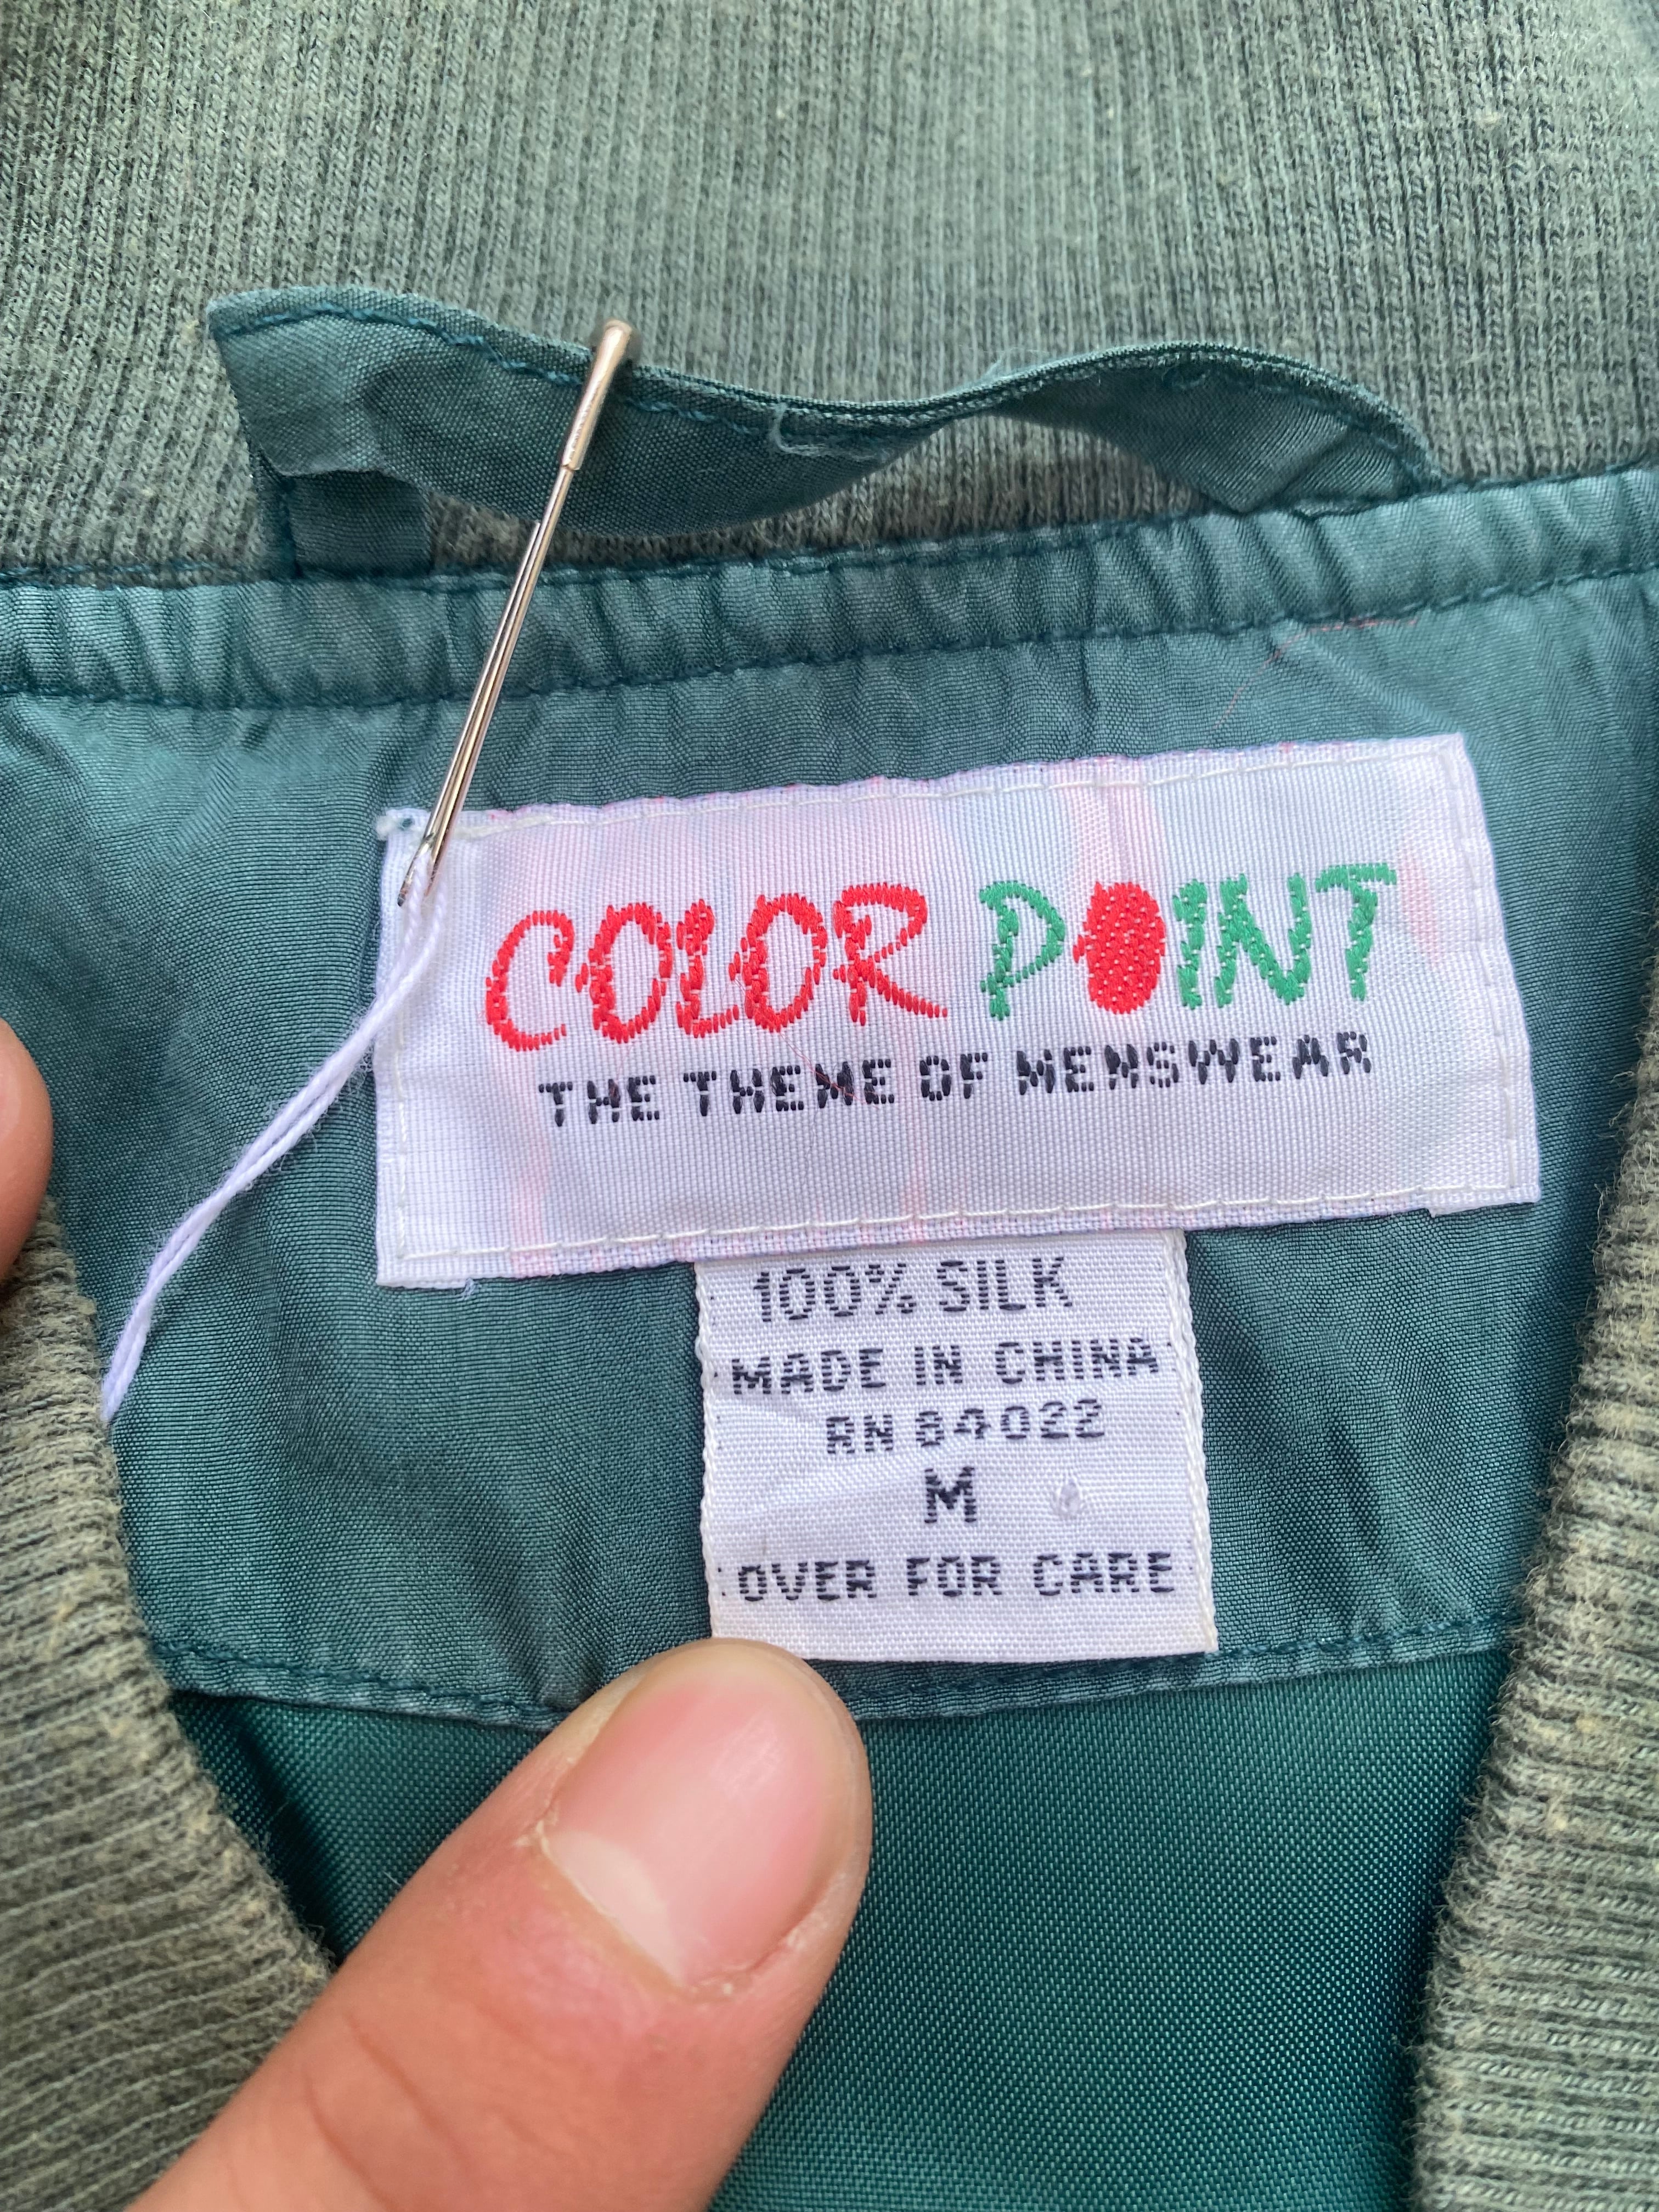 COLOR POINT
THE THEME OF MENSWEAR
100% SILK
MADE IN CHINA
RN 84022
M
OVER FOR CARE